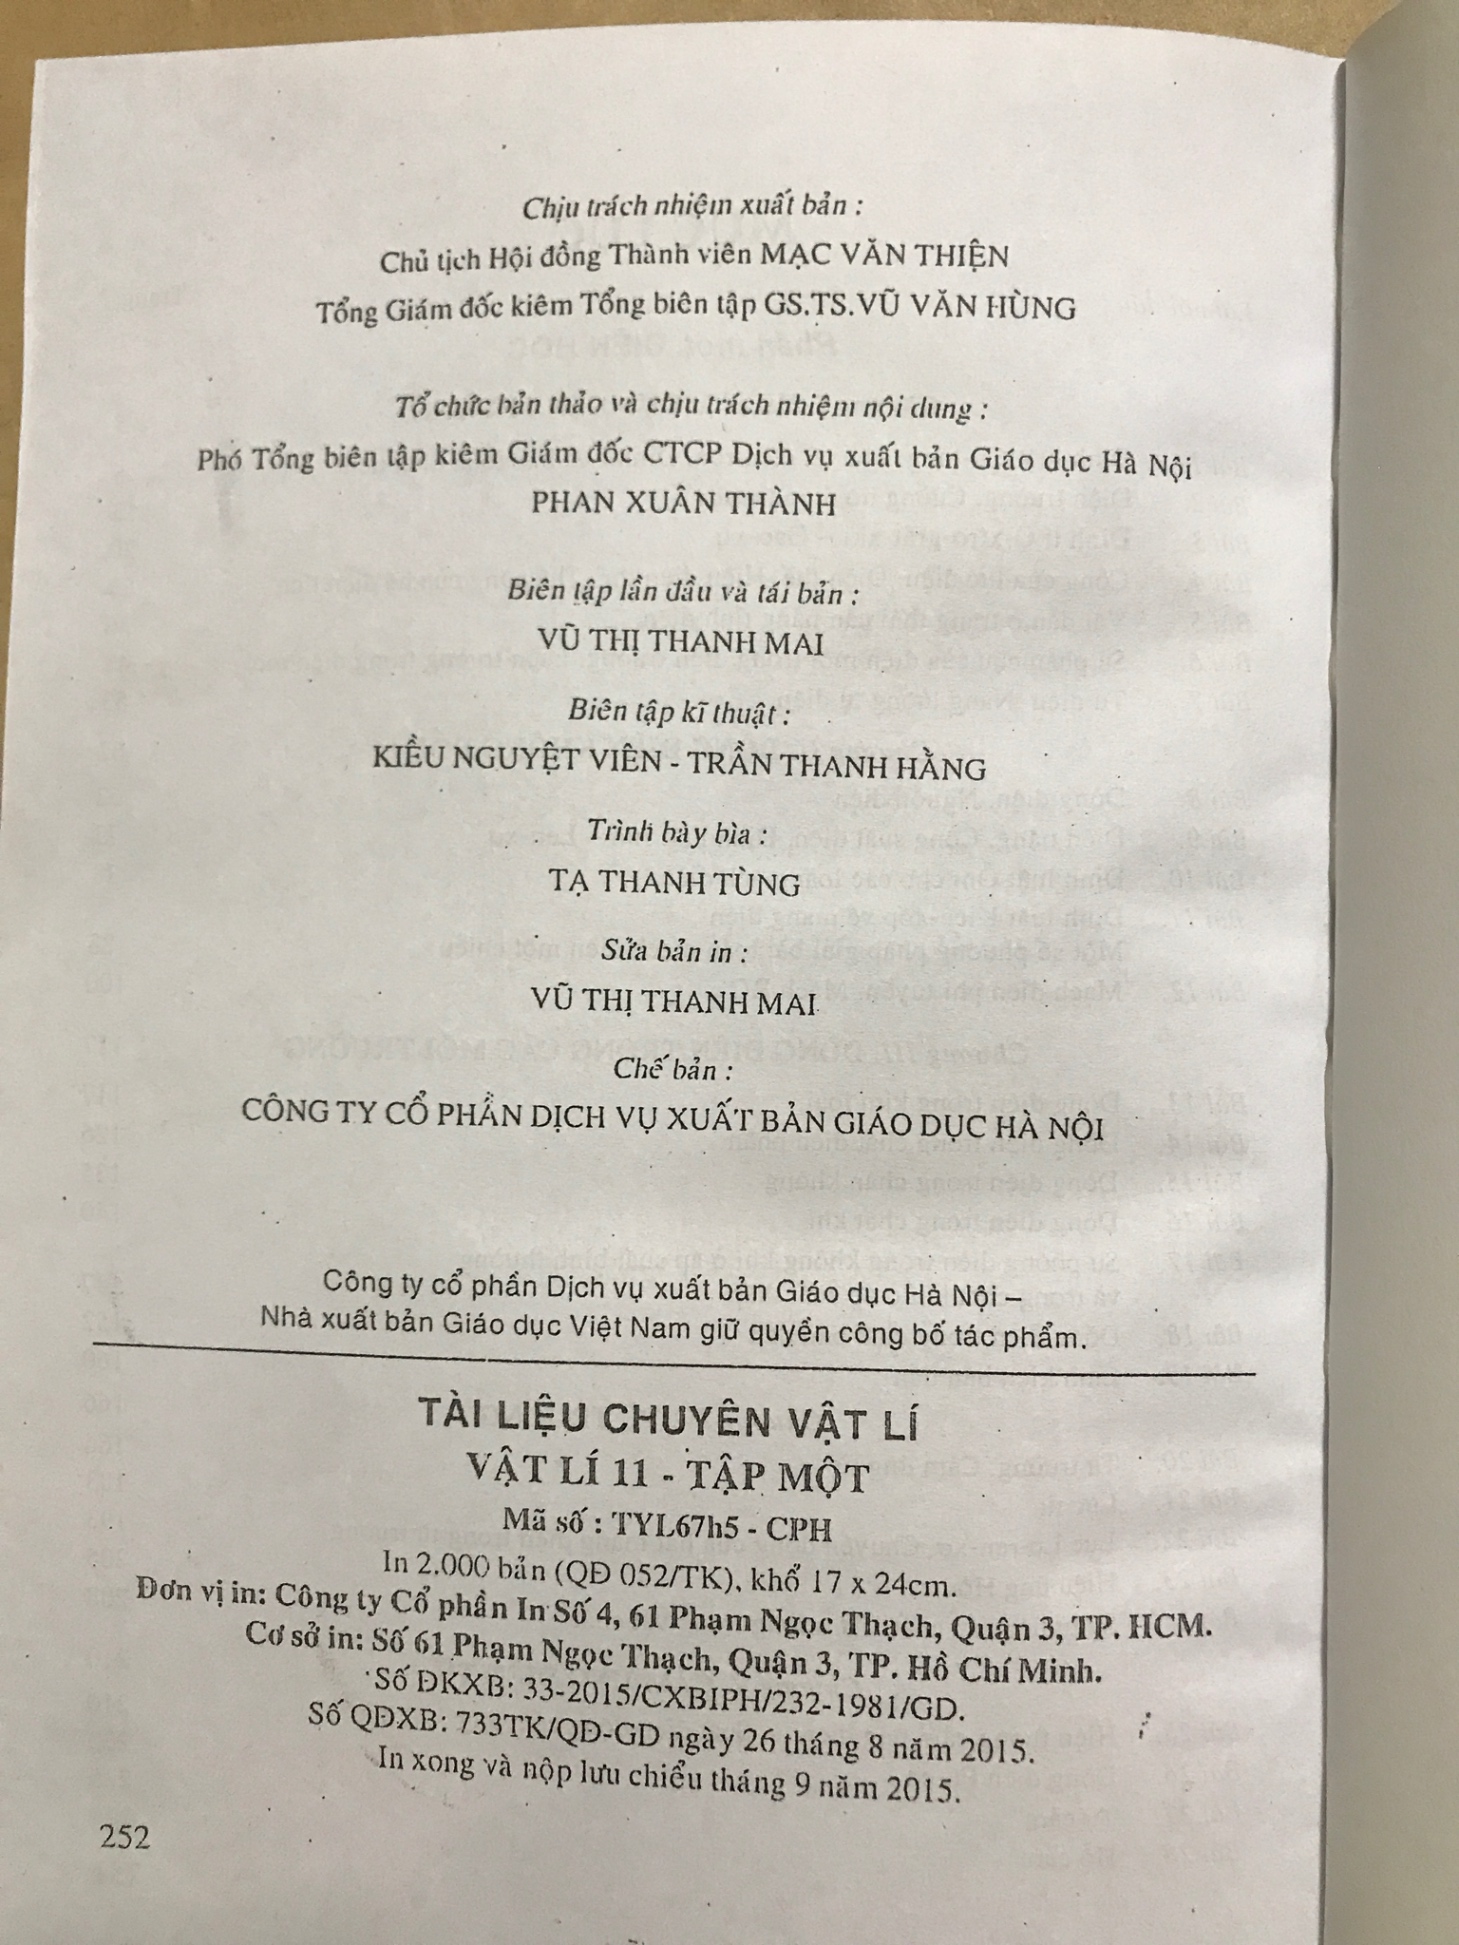 Chịu trách nhiệm xuất bản :
Chủ tịch Hội đồng Thành viên MẠC VĂN THIỆN
Tổng Giám đốc kiêm Tổng biên tập GS.TS.VŨ VĂN HÙNG
Tổ chức bản thảo và chịu trách nhiệm nội dung :
Phó Tổng biên tập kiêm Giám đốc CTCP Dịch vụ xuất bản Giáo dục Hà Nội
PHAN XUÂN THÀNH
Biên tập lần đầu và tái bản :
VŨ THỊ THANH MAI
Biên tập kĩ thuật :
KIỀU NGUYỆT VIÊN - TRẦN THANH HẰNG
Trình bày bìa :
TẠ THANH TÙNG
Sửa bản in :
VŨ THỊ THANH MAI
Chế bản :
CÔNG TY CỔ PHẦN DỊCH VỤ XUẤT BẢN GIÁO DỤC HÀ NỘI
Công ty cổ phần Dịch vụ xuất bản Giáo dục Hà Nội –
Nhà xuất bản Giáo dục Việt Nam giữ quyền công bố tác phẩm.
TÀI LIỆU CHUYÊN VẬT LÍ
VẬT LÍ 11 - TẬP MỘT
Mã số : TYL67h5 - CPH
In 2.000 bản (QĐ 052/TK), khổ 17 x 24cm.
Đơn vị in: Công ty Cổ phần In Số 4, 61 Phạm Ngọc Thạch, Quận 3, TP. HCM.
Cơ sở in: Số 61 Phạm Ngọc Thạch, Quận 3, TP. Hồ Chí Minh.
Số ĐKXB: 33-2015/CXBIPH/232-1981/GD.
Số QĐXB: 733TK/QĐ-GD ngày 26 tháng 8 năm 2015.
In xong và nộp lưu chiểu tháng 9 năm 2015.
252